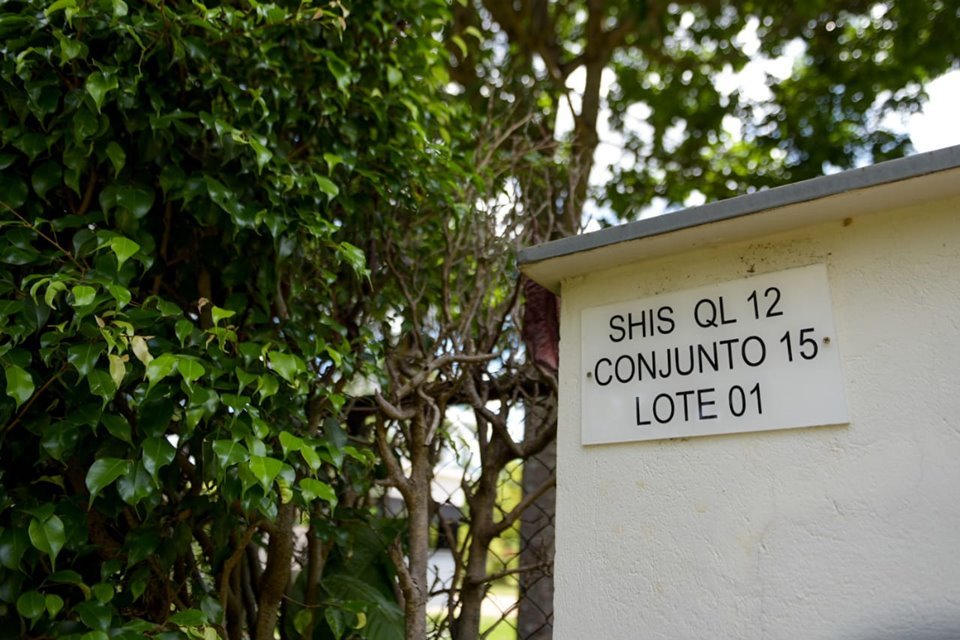 SHIS QL 12
CONJUNTO 15
LOTE 01